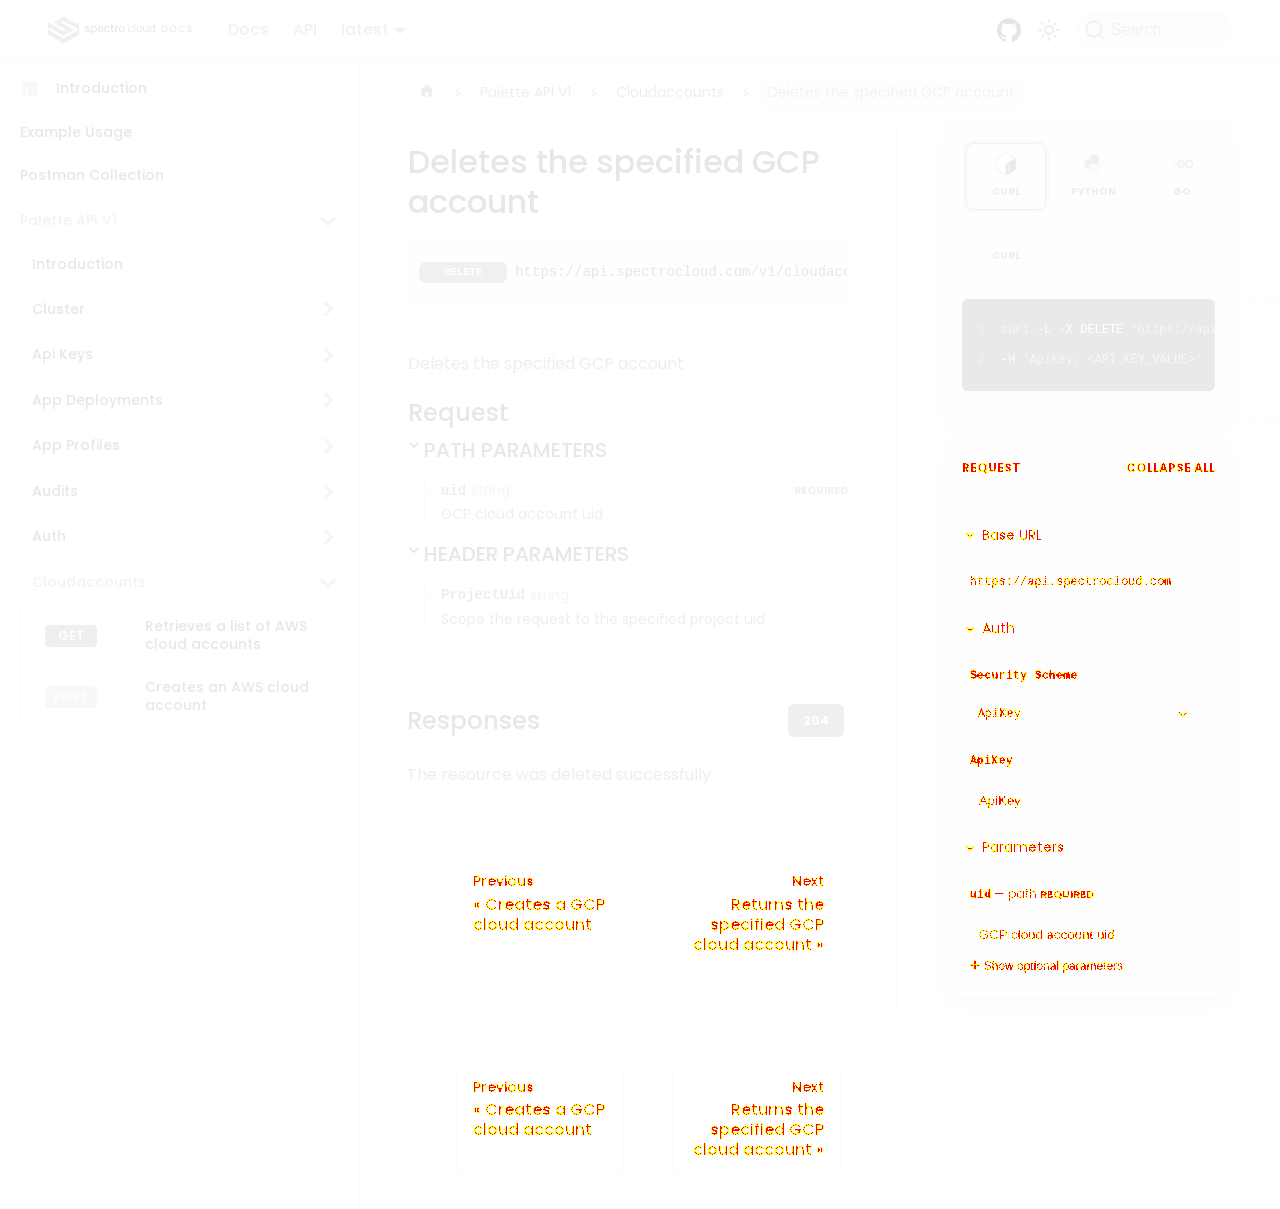 spectro cloud DOCS
Docs
API
latest
Search
Introduction
Example Usage
Postman Collection
Palette API V1
Introduction
Cluster
Api Keys
App Deployments
App Profiles
Audits
Auth
Cloudaccounts
GET
Retrieves a list of AWS
cloud accounts
POST
Creates an AWS cloud
account
Palette API V1
Cloudaccounts
Deletes the specified GCP account
Deletes the specified GCP
account
DELETE
https://api.spectrocloud.com/v1/cloudacc
Deletes the specified GCP account
Request
PATH PARAMETERS
uid string
REQUIRED
GCP cloud account uid
HEADER PARAMETERS
ProjectUid string
Scope the request to the specified project uid
Responses
204
The resource was deleted successfully
Previous
« Creates a GCP
cloud account
Next
Returns the
specified GCP
cloud account »
Previous
« Creates a GCP
cloud account
Next
Returns the
specified GCP
cloud account »
CURL
PYTHON
GO
CURL
1 curl -L -X DELETE 'https://api
2 -H 'ApiKey: <API_KEY_VALUE>'
REQUEST
COLLAPSE ALL
Base URL
https://api.spectrocloud.com
Auth
Security Scheme
ApiKey
ApiKey
ApiKey
Parameters
uid — path REQUIRED
GCP cloud account uid
+ Show optional parameters